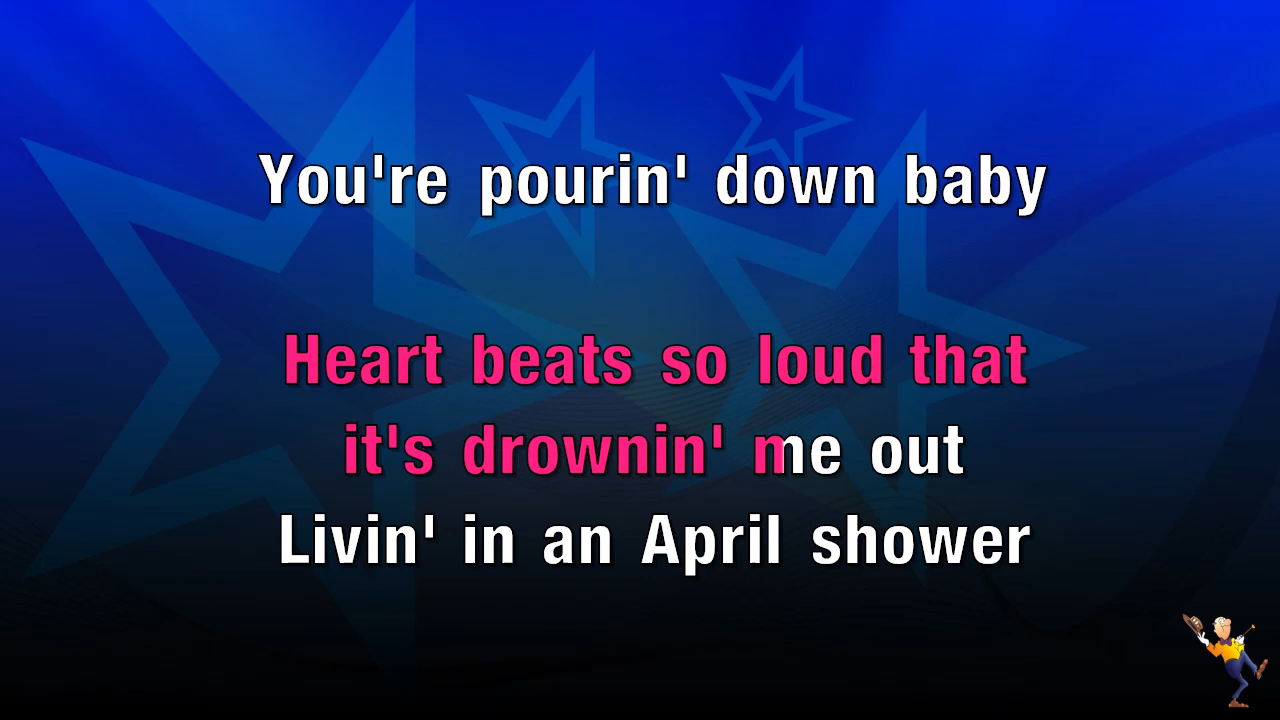 You're pourin' down baby
Heart beats so loud that
it's drownin' me out
Livin' in an April shower